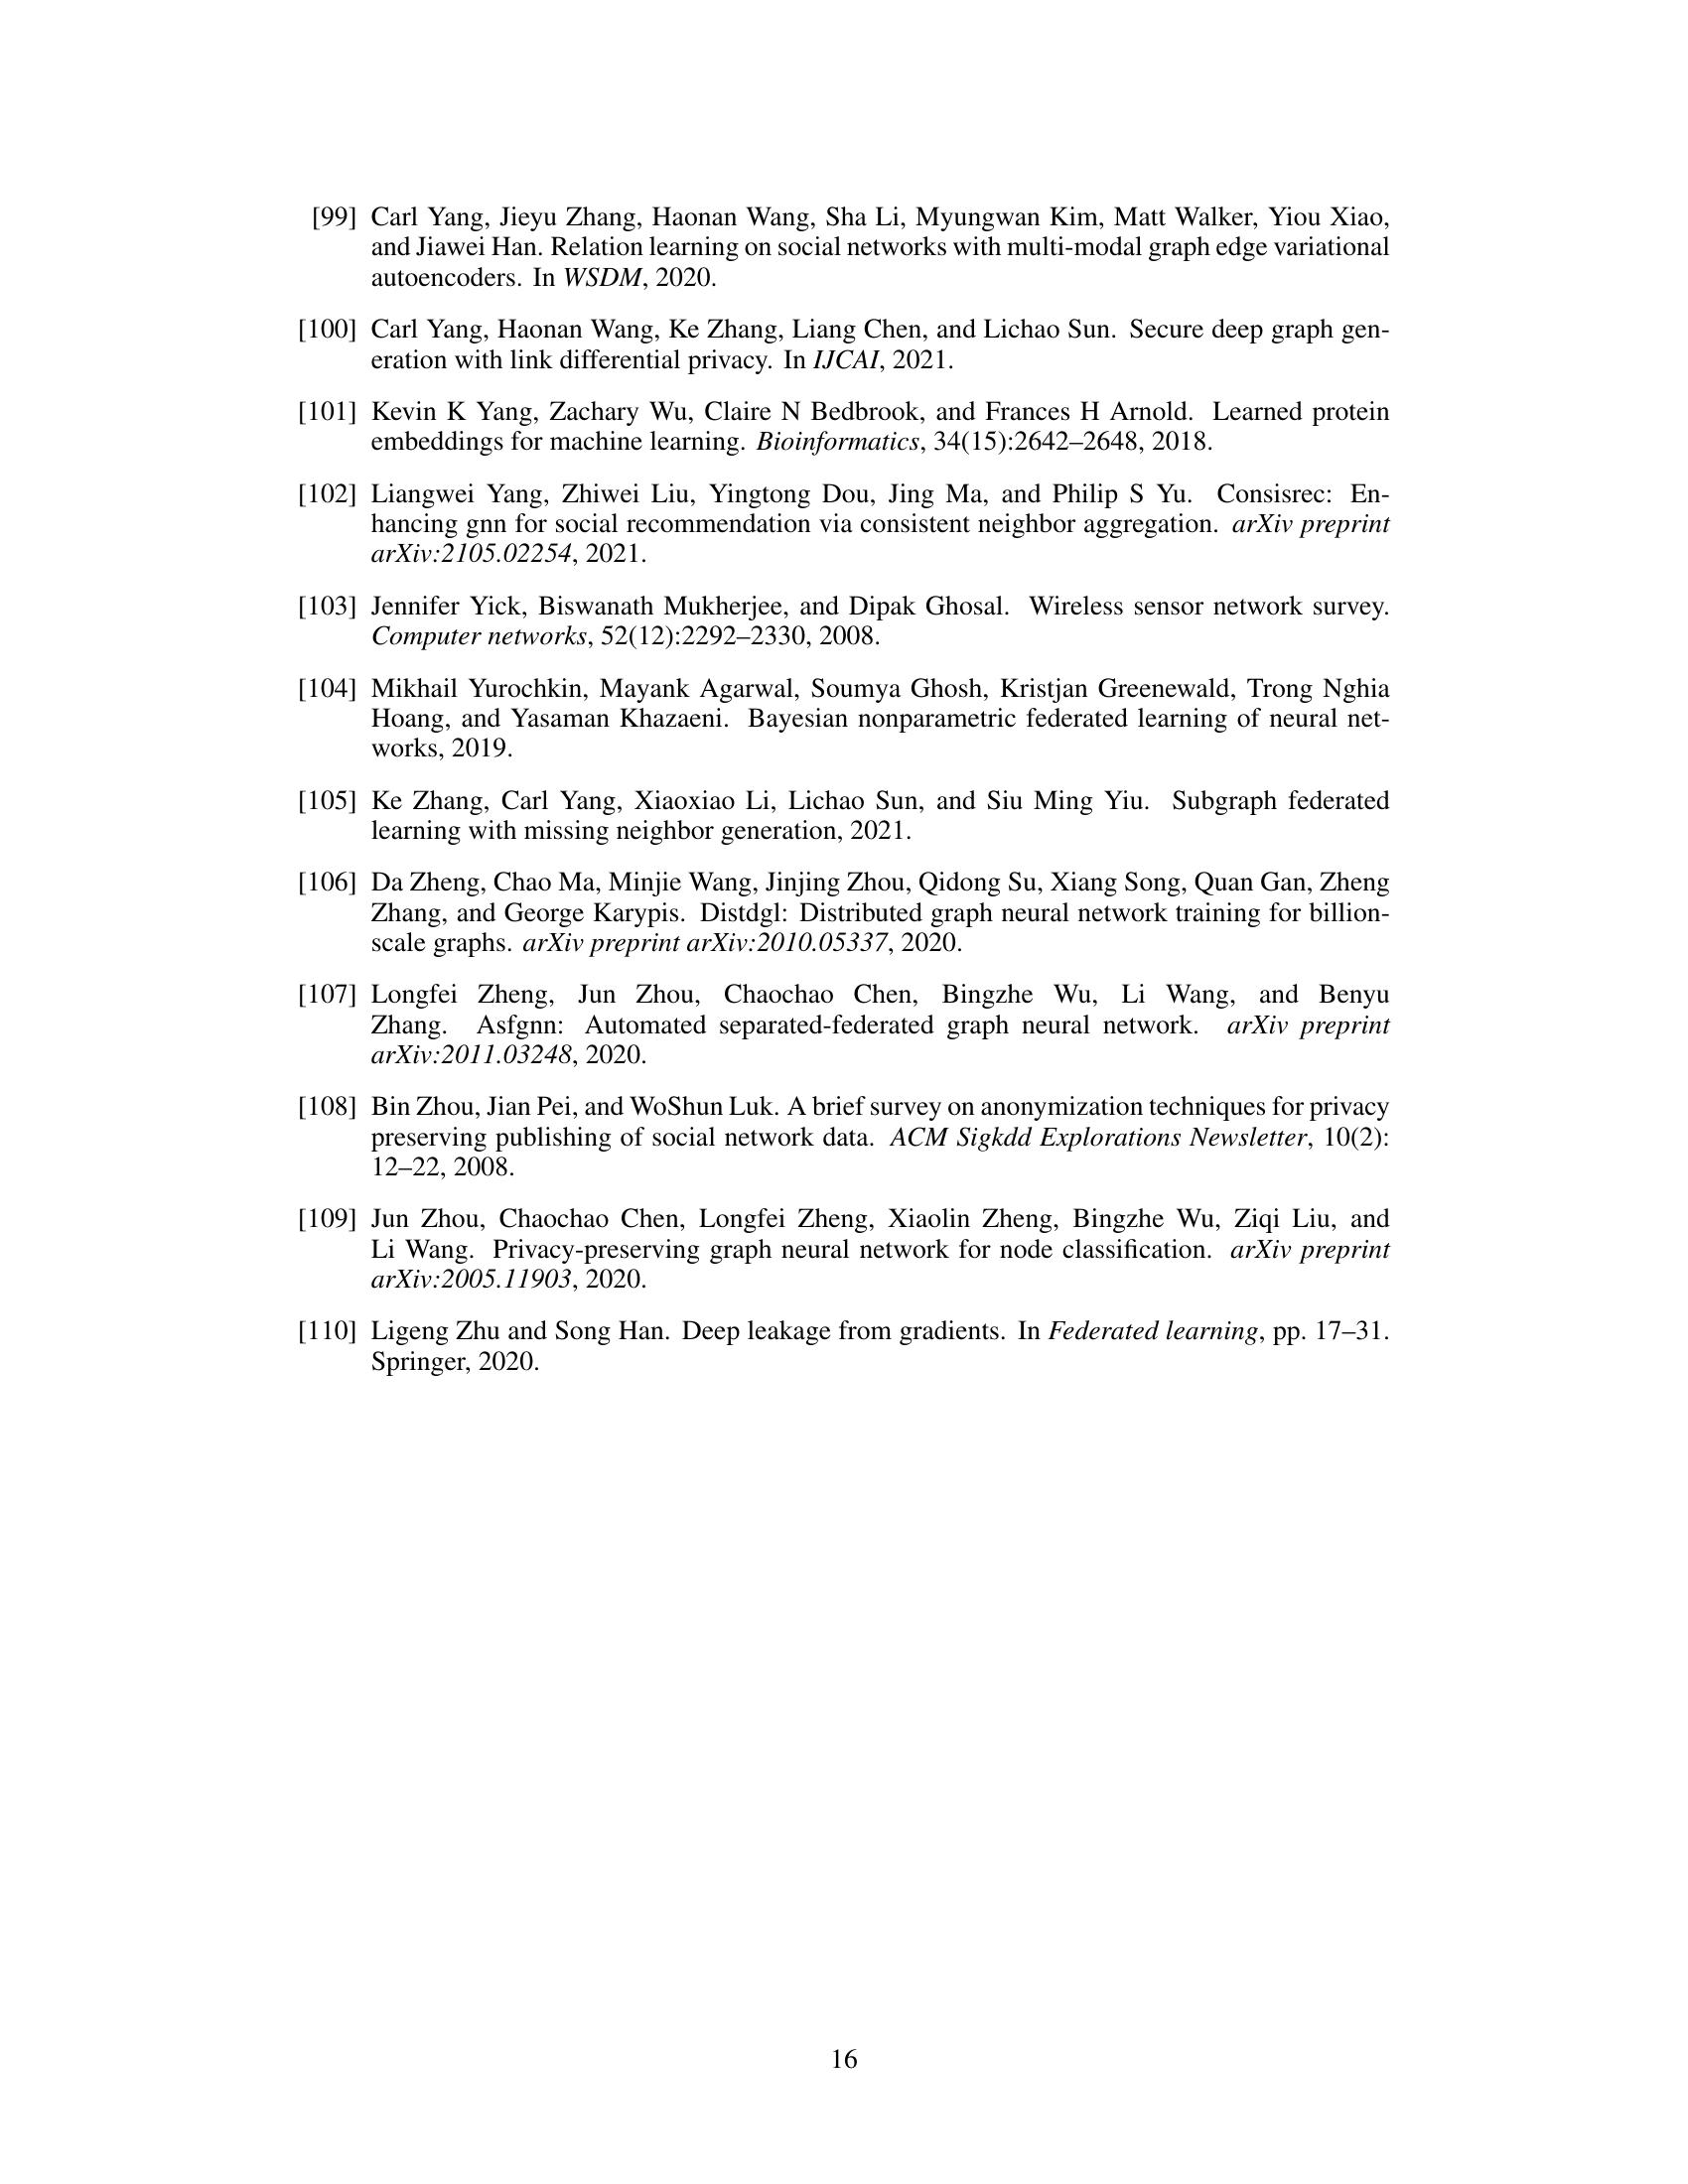 [99] Carl Yang, Jieyu Zhang, Haonan Wang, Sha Li, Myungwan Kim, Matt Walker, Yiou Xiao,
and Jiawei Han. Relation learning on social networks with multi-modal graph edge variational
autoencoders. In WSDM, 2020.
[100] Carl Yang, Haonan Wang, Ke Zhang, Liang Chen, and Lichao Sun. Secure deep graph gen-
eration with link differential privacy. In IJCAI, 2021.
[101] Kevin K Yang, Zachary Wu, Claire N Bedbrook, and Frances H Arnold. Learned protein
embeddings for machine learning. Bioinformatics, 34(15):2642–2648, 2018.
[102] Liangwei Yang, Zhiwei Liu, Yingtong Dou, Jing Ma, and Philip S Yu. Consisrec: En-
hancing gnn for social recommendation via consistent neighbor aggregation. arXiv preprint
arXiv:2105.02254, 2021.
[103] Jennifer Yick, Biswanath Mukherjee, and Dipak Ghosal. Wireless sensor network survey.
Computer networks, 52(12):2292–2330, 2008.
[104] Mikhail Yurochkin, Mayank Agarwal, Soumya Ghosh, Kristjan Greenewald, Trong Nghia
Hoang, and Yasaman Khazaeni. Bayesian nonparametric federated learning of neural net-
works, 2019.
[105] Ke Zhang, Carl Yang, Xiaoxiao Li, Lichao Sun, and Siu Ming Yiu. Subgraph federated
learning with missing neighbor generation, 2021.
[106] Da Zheng, Chao Ma, Minjie Wang, Jinjing Zhou, Qidong Su, Xiang Song, Quan Gan, Zheng
Zhang, and George Karypis. Distdgl: Distributed graph neural network training for billion-
scale graphs. arXiv preprint arXiv:2010.05337, 2020.
[107] Longfei Zheng, Jun Zhou, Chaochao Chen, Bingzhe Wu, Li Wang, and Benyu
Zhang. Asfgnn: Automated separated-federated graph neural network. arXiv preprint
arXiv:2011.03248, 2020.
[108] Bin Zhou, Jian Pei, and WoShun Luk. A brief survey on anonymization techniques for privacy
preserving publishing of social network data. ACM Sigkdd Explorations Newsletter, 10(2):
12–22, 2008.
[109] Jun Zhou, Chaochao Chen, Longfei Zheng, Xiaolin Zheng, Bingzhe Wu, Ziqi Liu, and
Li Wang. Privacy-preserving graph neural network for node classification. arXiv preprint
arXiv:2005.11903, 2020.
[110] Ligeng Zhu and Song Han. Deep leakage from gradients. In Federated learning, pp. 17–31.
Springer, 2020.
16